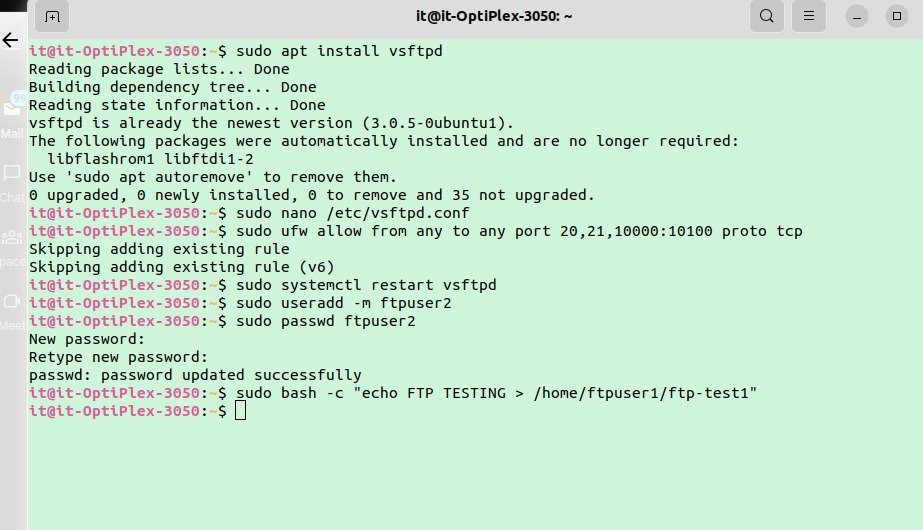 it@it-OptiPlex-3050: ~
it@it-OptiPlex-3050:~$ sudo apt install vsftpd
Reading package lists... Done
Building dependency tree... Done
Reading state information... Done
vsftpd is already the newest version (3.0.5-0ubuntu1).
The following packages were automatically installed and are no longer required:
  libflashrom1 libftdi1-2
Use 'sudo apt autoremove' to remove them.
0 upgraded, 0 newly installed, 0 to remove and 35 not upgraded.
it@it-OptiPlex-3050:~$ sudo nano /etc/vsftpd.conf
it@it-OptiPlex-3050:~$ sudo ufw allow from any to any port 20,21,10000:10100 proto tcp
Skipping adding existing rule
Skipping adding existing rule (v6)
it@it-OptiPlex-3050:~$ sudo systemctl restart vsftpd
it@it-OptiPlex-3050:~$ sudo useradd -m ftpuser2
it@it-OptiPlex-3050:~$ sudo passwd ftpuser2
New password:
Retype new password:
passwd: password updated successfully
it@it-OptiPlex-3050:~$ sudo bash -c "echo FTP TESTING > /home/ftpuser1/ftp-test1"
it@it-OptiPlex-3050:~$
99
Mail
Chat
pace
Meet